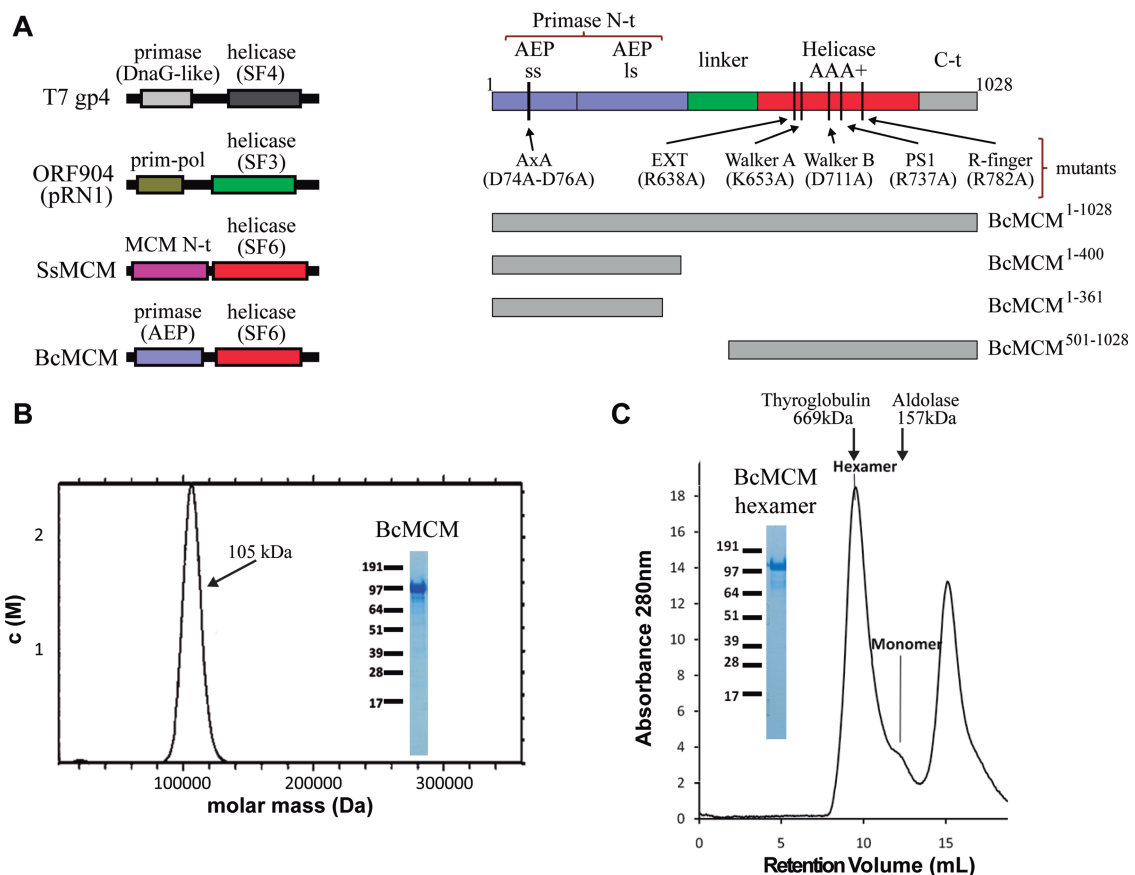 A
primase
(DnaG-like)
helicase
(SF4)
T7 gp4
prim-pol
helicase
(SF3)
ORF904
(pRN1)
MCM N-t
helicase
(SF6)
SsMCM
primase
(AEP)
helicase
(SF6)
BcMCM
Primase N-t
AEP
ss
AEP
ls
linker
Helicase
AAA+
C-t
1
1028
AxA
(D74A-D76A)
EXT
(R638A)
Walker A
(K653A)
Walker B
(D711A)
PS1
(R737A)
R-finger
(R782A)
mutants
BcMCM1-1028
BcMCM1-400
BcMCM1-361
BcMCM501-1028
B
2
1
c (M)
105 kDa
BcMCM
191
97
64
51
39
28
17
100000 200000 300000
molar mass (Da)
C
Thyroglobulin
669kDa
Aldolase
157kDa
Hexamer
BcMCM
hexamer
191
97
64
51
39
28
17
Monomer
18
16
14
12
10
8
6
4
2
0
Absorbance 280nm
0 5 10 15
Retention Volume (mL)